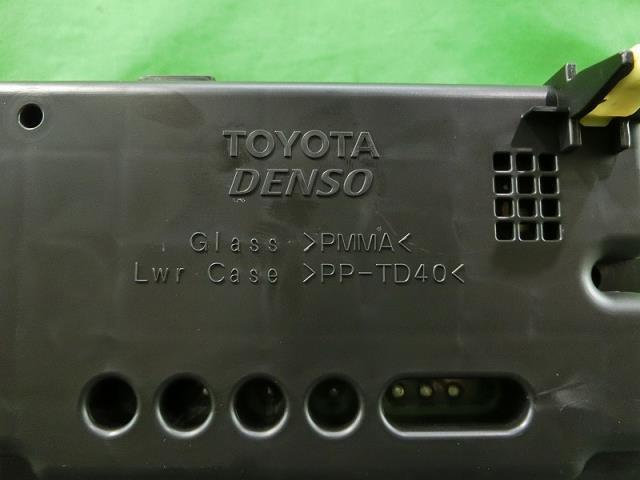 TOYOTA
DENSO
Glass >PMMA<
Lwr Case >PP-TD40<